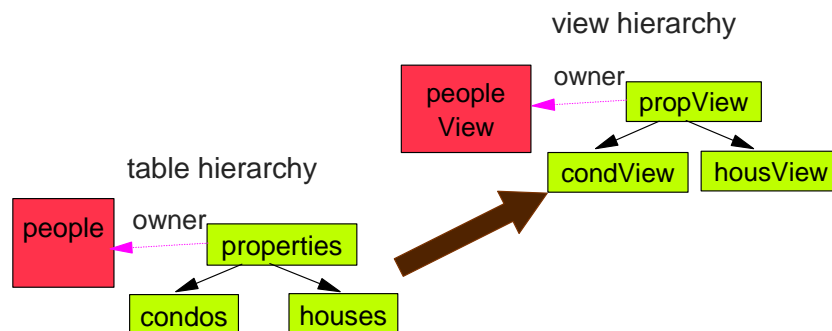 view hierarchy
owner
people
View
propView
condView
housView
table hierarchy
people
owner
properties
condos
houses